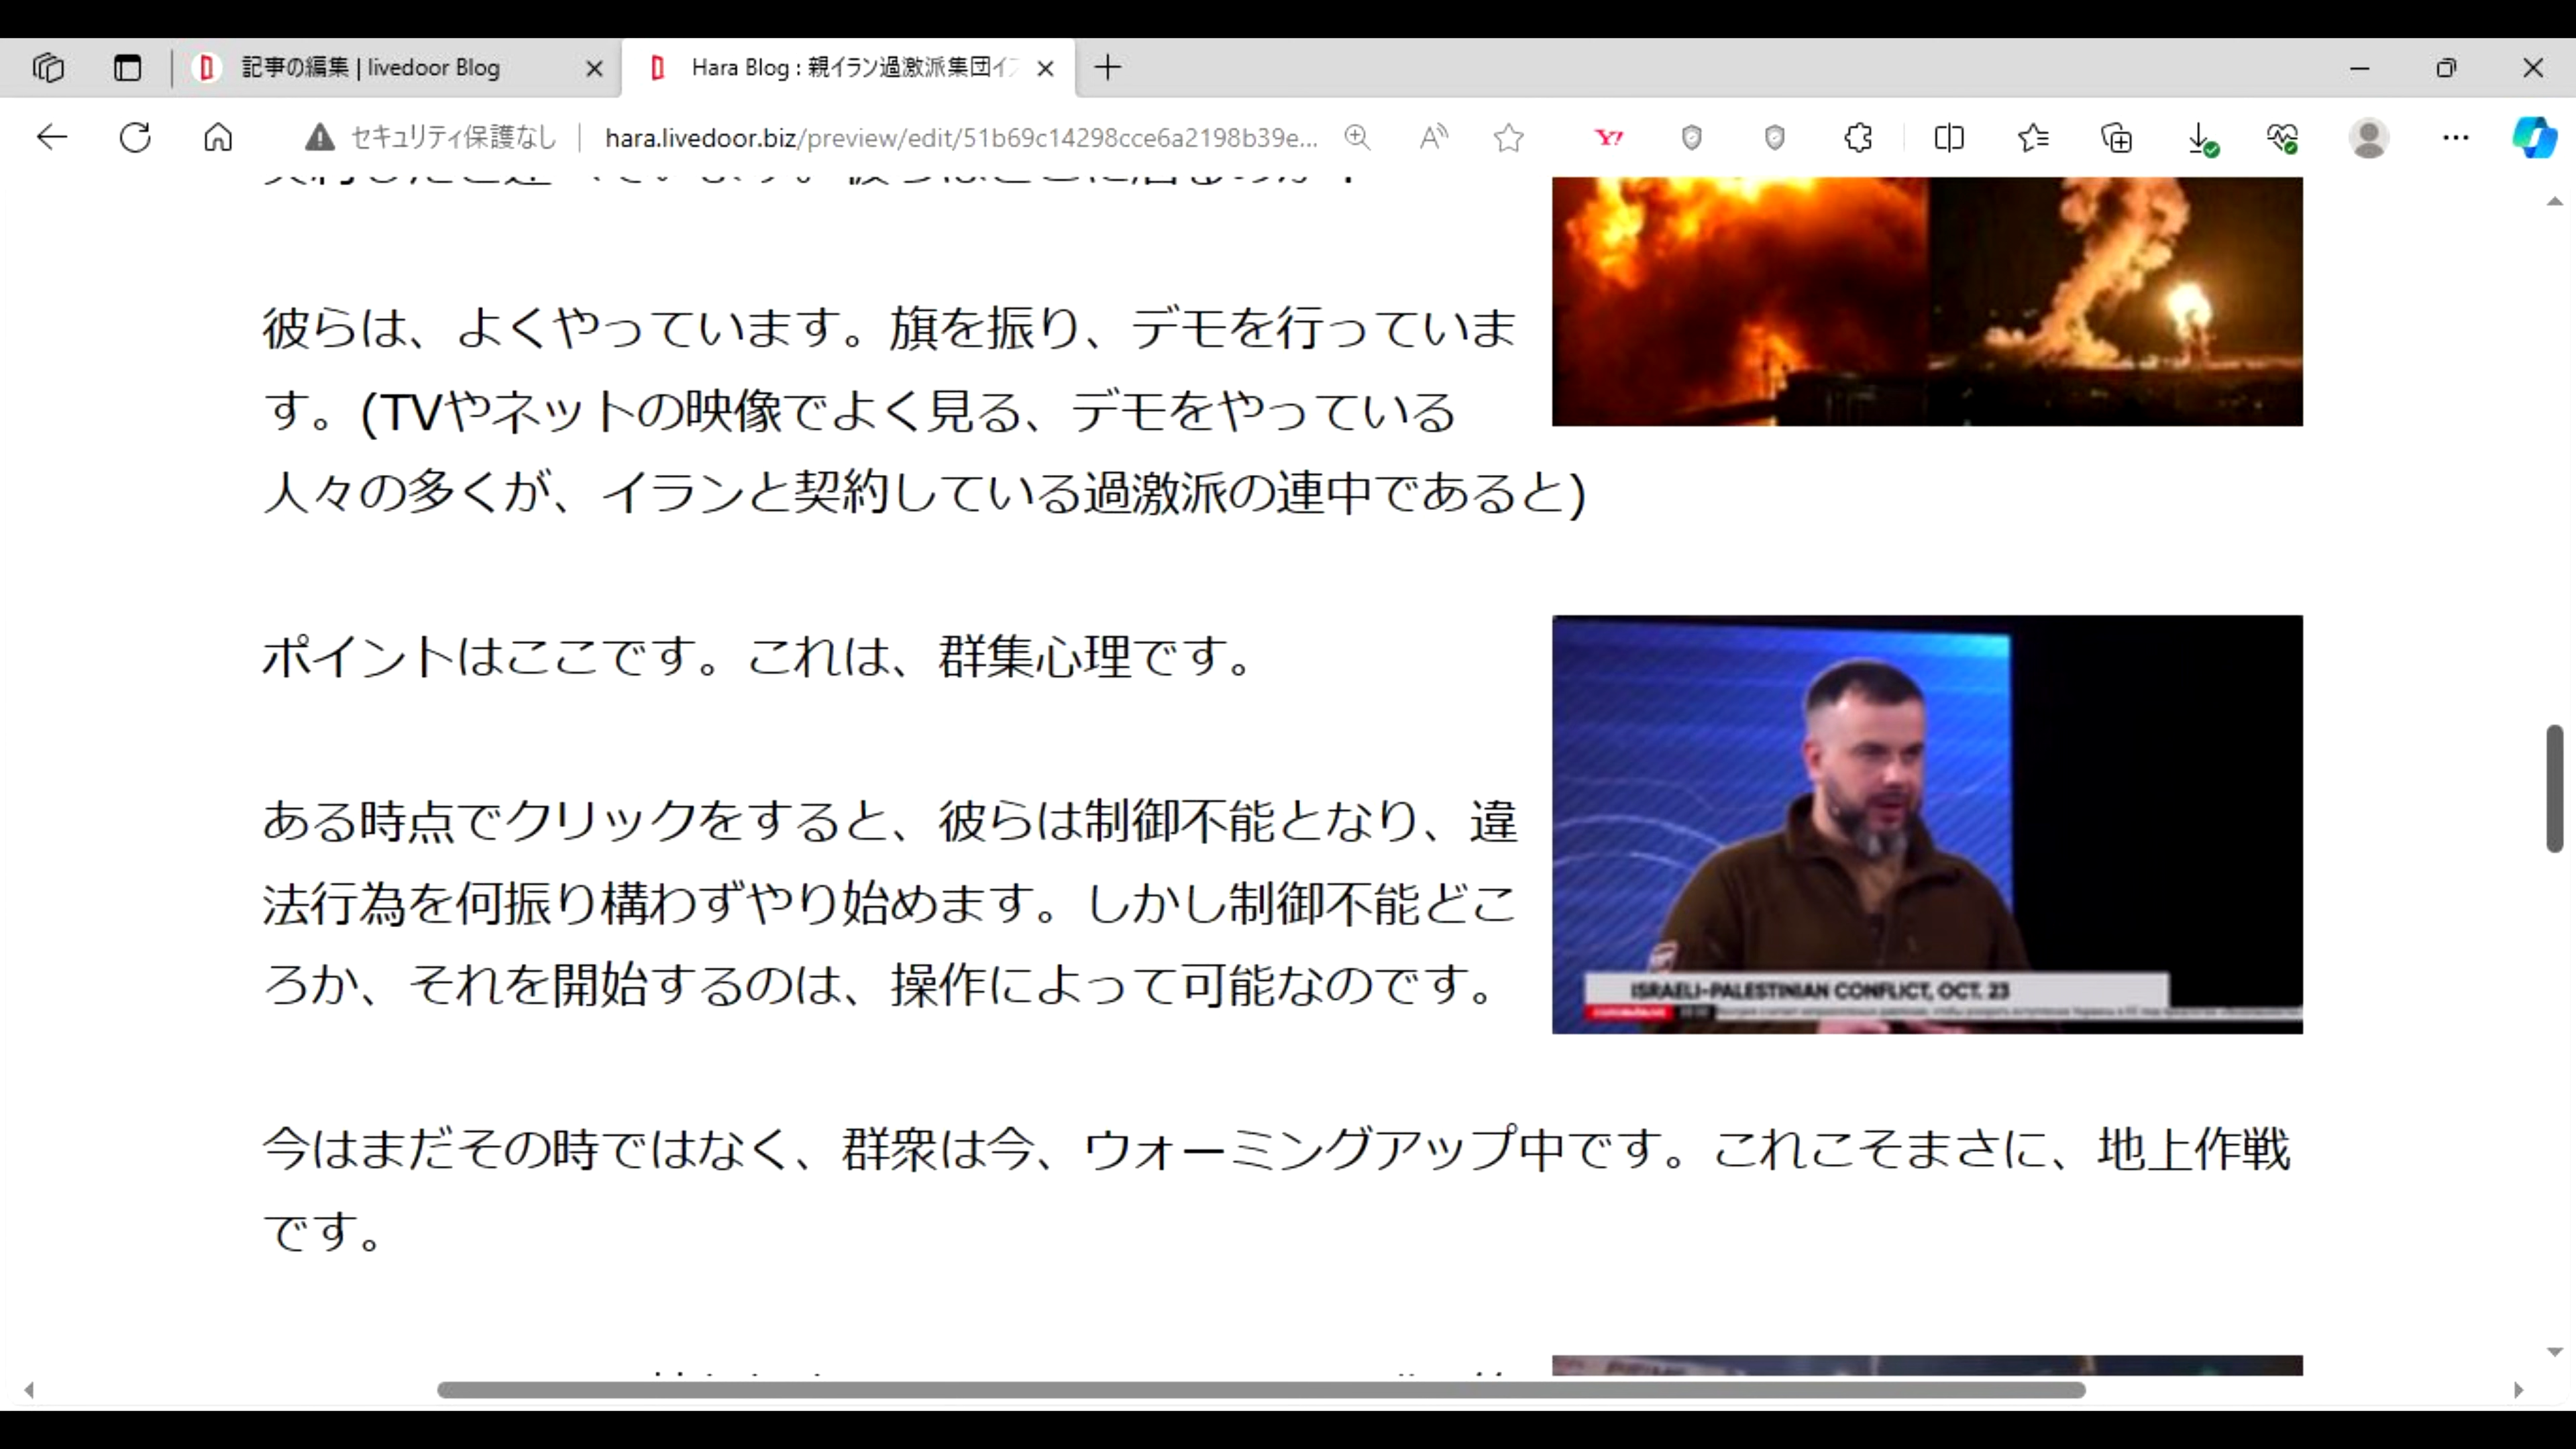 記事の編集 | livedoor Blog
Hara Blog : 親イラン過激派集団イ
セキュリティ保護なし
hara.livedoor.biz/preview/edit/51b69c14298cce6a2198b39e...
彼らは、よくやっています。旗を振り、デモを行っていま
す。(TVやネットの映像でよく見る、デモをやっている
人々の多くが、イランと契約している過激派の連中であると)
ポイントはここです。これは、群集心理です。
ある時点でクリックをすると、彼らは制御不能となり、違
法行為を何振り構わずやり始めます。しかし制御不能どこ
ろか、それを開始するのは、操作によって可能なのです。
ISRAELI-PALESTINIAN CONFLICT, OCT. 23
今はまだその時ではなく、群衆は今、ウォーミングアップ中です。これこそまさに、地上作戦
です。